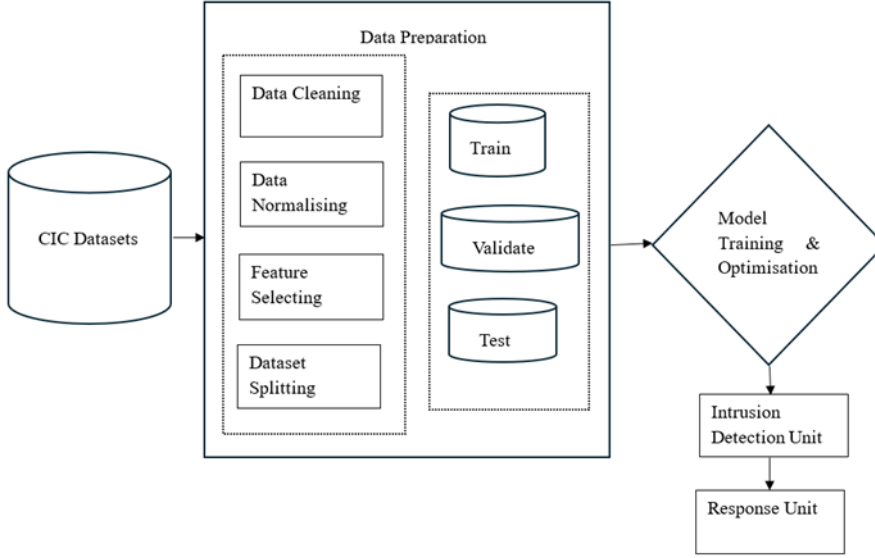 Data Preparation
Data Cleaning
Data
Normalising
Feature
Selecting
Dataset
Splitting
Train
Validate
Test
CIC Datasets
Model
Training &
Optimisation
Intrusion
Detection Unit
Response Unit